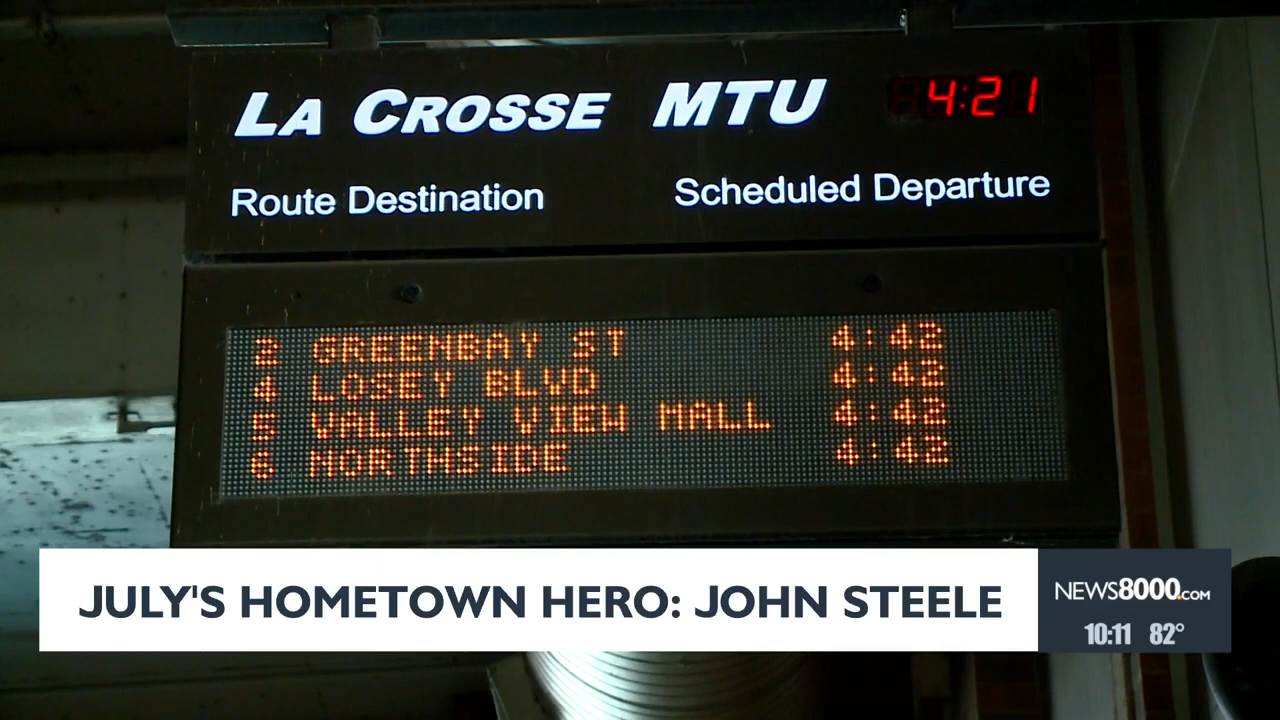 LA CROSSE MTU 4:21
Route Destination Scheduled Departure
2 GREENBAY ST 4:42
4 LOSEY BLVD 4:42
5 VALLEY VIEW MALL 4:42
6 NORTHSIDE 4:42
JULY'S HOMETOWN HERO: JOHN STEELE
NEWS8000.COM
10:11 82°